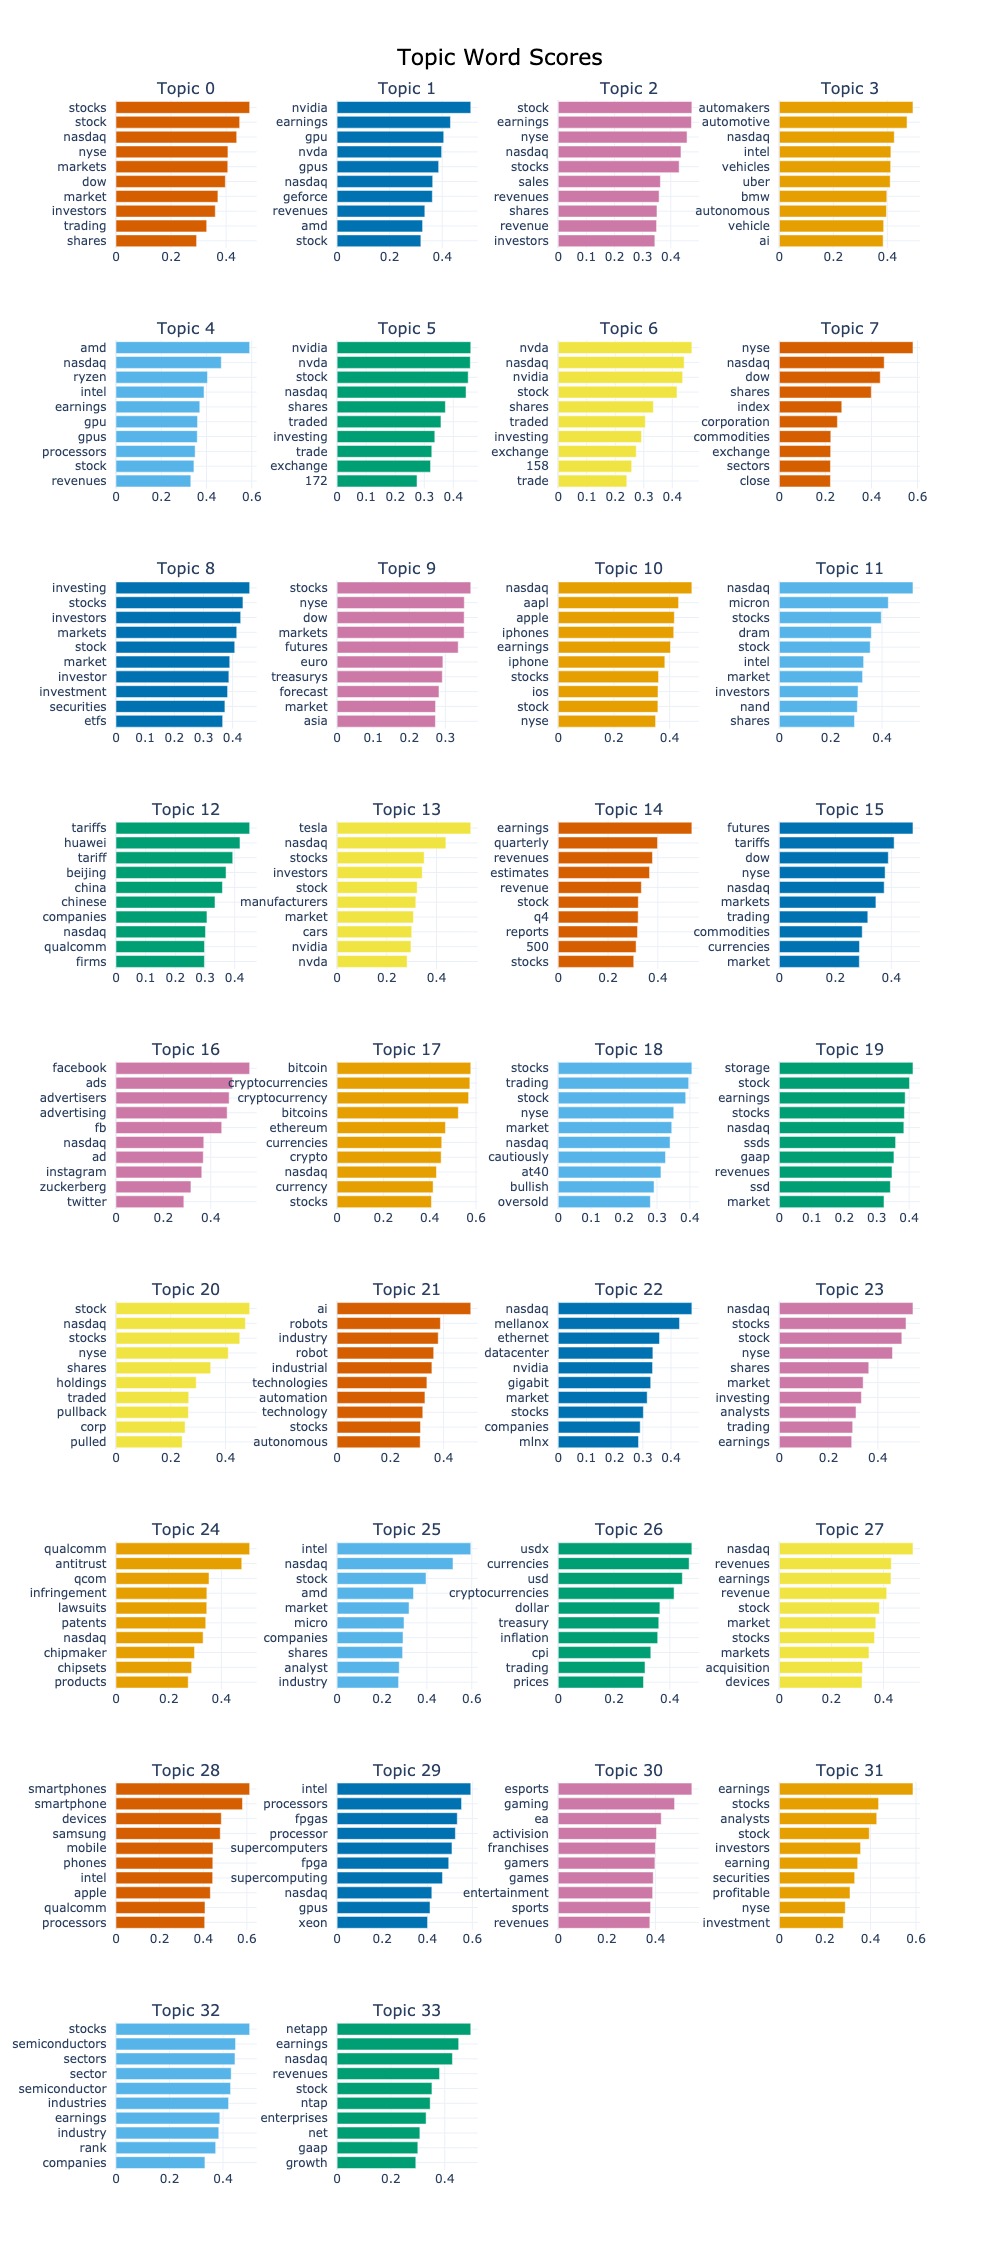 Topic Word Scores
Topic 0
stocks
stock
nasdaq
nyse
markets
dow
market
investors
trading
shares
0 0.2 0.4
Topic 1
nvidia
earnings
gpu
nvda
gpus
nasdaq
geforce
revenues
amd
stock
0 0.2 0.4
Topic 2
stock
earnings
nyse
nasdaq
stocks
sales
revenues
shares
revenue
investors
0 0.1 0.2 0.3 0.4
Topic 3
automakers
automotive
nasdaq
intel
vehicles
uber
bmw
autonomous
vehicle
ai
0 0.2 0.4
Topic 4
amd
nasdaq
ryzen
intel
earnings
gpu
gpus
processors
stock
revenues
0 0.2 0.4 0.6
Topic 5
nvidia
nvda
stock
nasdaq
shares
traded
investing
trade
exchange
172
0 0.1 0.2 0.3 0.4
Topic 6
nvda
nasdaq
nvidia
stock
shares
traded
investing
exchange
158
trade
0 0.2 0.4
Topic 7
nyse
nasdaq
dow
shares
index
corporation
commodities
exchange
sectors
close
0 0.2 0.4 0.6
Topic 8
investing
stocks
investors
markets
stock
market
investor
investment
securities
etfs
0 0.1 0.2 0.3 0.4
Topic 9
stocks
nyse
dow
markets
futures
euro
treasurys
forecast
market
asia
0 0.1 0.2 0.3
Topic 10
nasdaq
aapl
apple
iphones
earnings
iphone
stocks
ios
stock
nyse
0 0.2 0.4
Topic 11
nasdaq
micron
stocks
dram
stock
intel
market
investors
nand
shares
0 0.2 0.4
Topic 12
tariffs
huawei
tariff
beijing
china
chinese
companies
nasdaq
qualcomm
firms
0 0.1 0.2 0.3 0.4
Topic 13
tesla
nasdaq
stocks
investors
stock
manufacturers
market
cars
nvidia
nvda
0 0.2 0.4
Topic 14
earnings
quarterly
revenues
estimates
revenue
stock
q4
reports
500
stocks
0 0.2 0.4
Topic 15
futures
tariffs
dow
nyse
nasdaq
markets
trading
commodities
currencies
market
0 0.2 0.4
Topic 16
facebook
ads
advertisers
advertising
fb
nasdaq
ad
instagram
zuckerberg
twitter
0 0.2 0.4
Topic 17
bitcoin
cryptocurrencies
cryptocurrency
bitcoins
ethereum
currencies
crypto
nasdaq
currency
stocks
0 0.2 0.4 0.6
Topic 18
stocks
trading
stock
nyse
market
nasdaq
cautiously
at40
bullish
oversold
0 0.1 0.2 0.3 0.4
Topic 19
storage
stock
earnings
stocks
nasdaq
ssds
gaap
revenues
ssd
market
0 0.1 0.2 0.3 0.4
Topic 20
stock
nasdaq
stocks
nyse
shares
holdings
traded
pullback
corp
pulled
0 0.2 0.4
Topic 21
ai
robots
industry
robot
industrial
technologies
automation
technology
stocks
autonomous
0 0.2 0.4
Topic 22
nasdaq
mellanox
ethernet
datacenter
nvidia
gigabit
market
stocks
companies
mlnx
0 0.1 0.2 0.3 0.4
Topic 23
nasdaq
stocks
stock
nyse
shares
market
investing
analysts
trading
earnings
0 0.2 0.4
Topic 24
qualcomm
antitrust
qcom
infringement
lawsuits
patents
nasdaq
chipmaker
chipsets
products
0 0.2 0.4
Topic 25
intel
nasdaq
stock
amd
market
micro
companies
shares
analyst
industry
0 0.2 0.4 0.6
Topic 26
usdx
currencies
usd
cryptocurrencies
dollar
treasury
inflation
cpi
trading
prices
0 0.2 0.4
Topic 27
nasdaq
revenues
earnings
revenue
stock
market
stocks
markets
acquisition
devices
0 0.2 0.4
Topic 28
smartphones
smartphone
devices
samsung
mobile
phones
intel
apple
qualcomm
processors
0 0.2 0.4 0.6
Topic 29
intel
processors
fpgas
processor
supercomputers
fpga
supercomputing
nasdaq
gpus
xeon
0 0.2 0.4 0.6
Topic 30
esports
gaming
ea
activision
franchises
gamers
games
entertainment
sports
revenues
0 0.2 0.4
Topic 31
earnings
stocks
analysts
stock
investors
earning
securities
profitable
nyse
investment
0 0.2 0.4 0.6
Topic 32
stocks
semiconductors
sectors
sector
semiconductor
industries
earnings
industry
rank
companies
0 0.2 0.4
Topic 33
netapp
earnings
nasdaq
revenues
stock
ntap
enterprises
net
gaap
growth
0 0.2 0.4